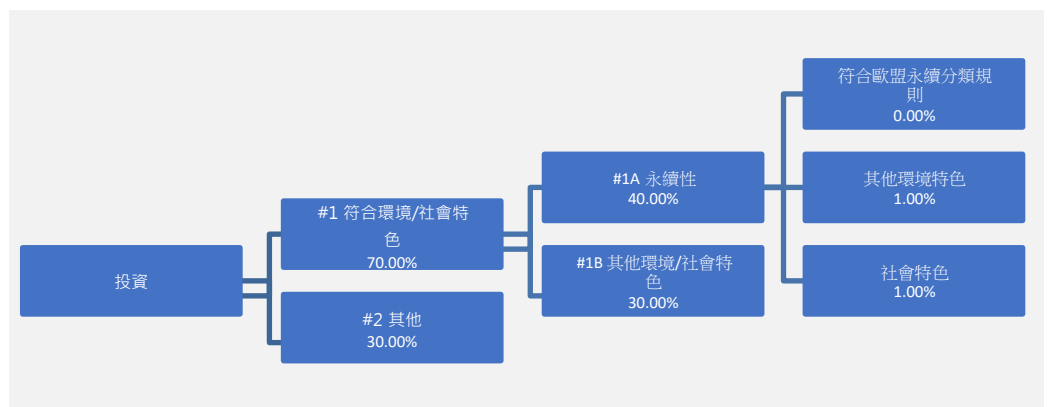 投資
#1 符合環境/社會特
色
70.00%
#2 其他
30.00%
#1A 永續性
40.00%
#1B 其他環境/社會特
色
30.00%
符合歐盟永續分類規
則
0.00%
其他環境特色
1.00%
社會特色
1.00%